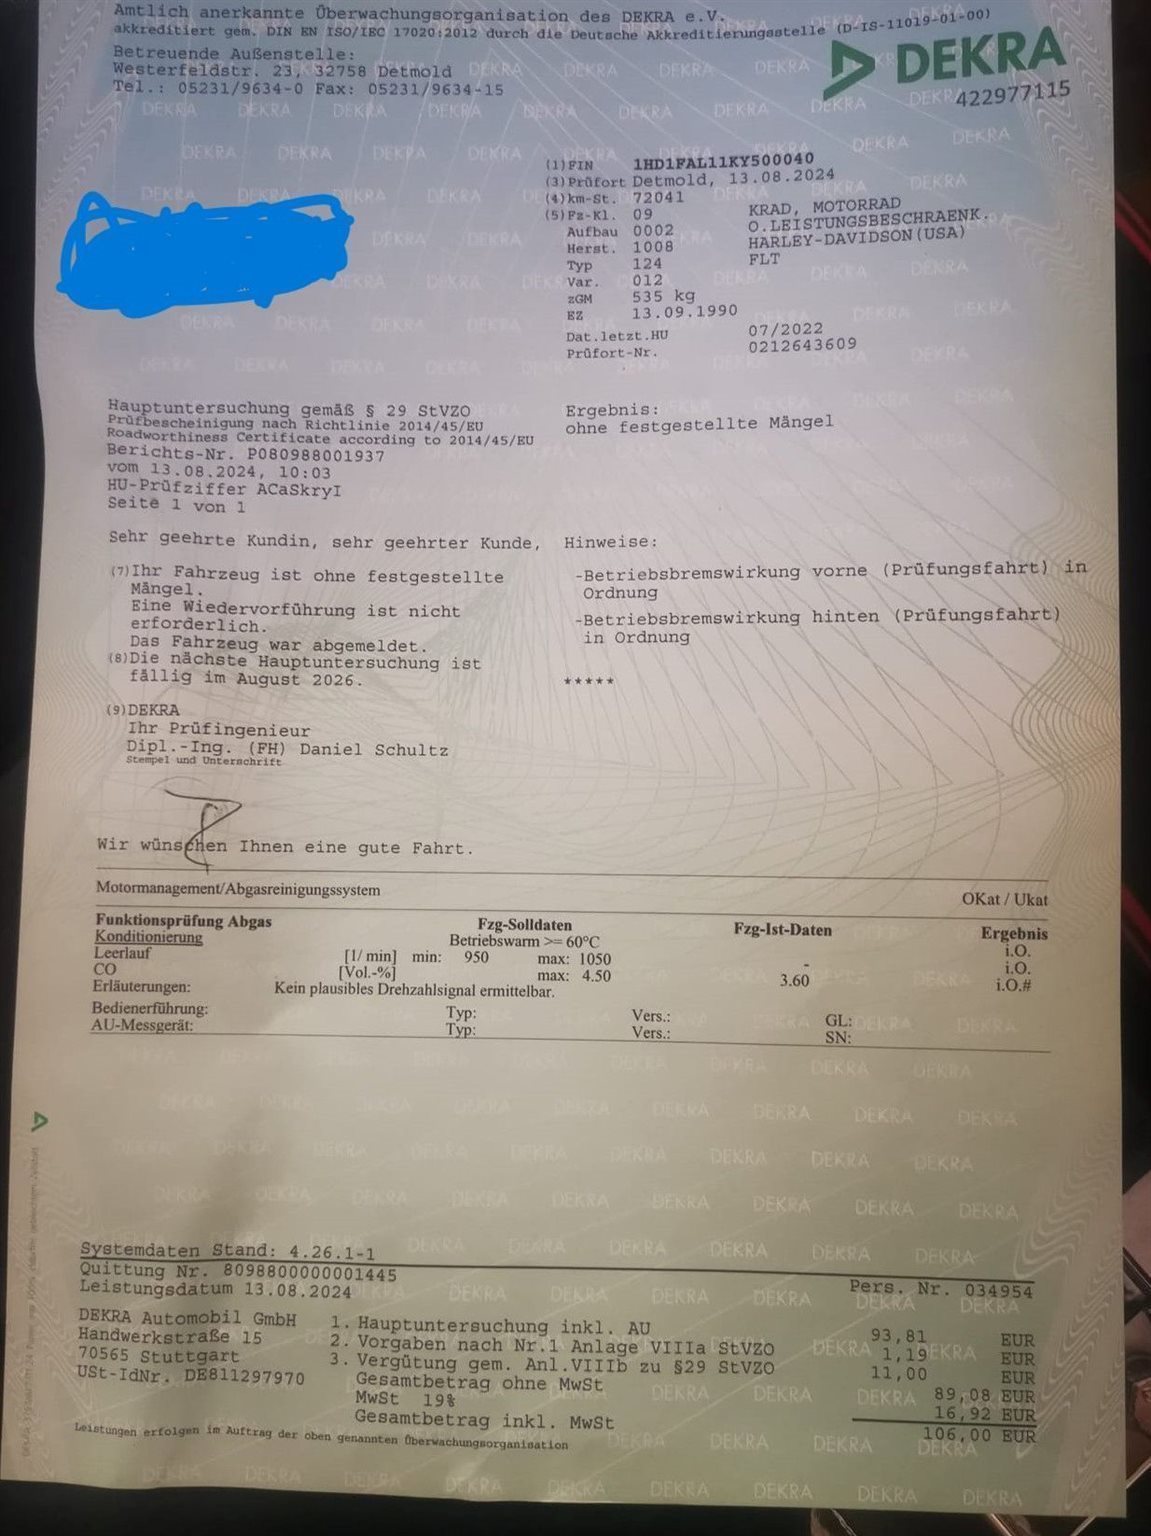 Amtlich anerkannte Überwachungsorganisation des DEKRA e.V.
akkreditiert gem. DIN EN ISO/IEC 17020:2012 durch die Deutsche Akkreditierungsstelle (D-IS-11019-01-00)
Betreuende Außenstelle:
Westerfeldstr. 23, 32758 Detmold
Tel.: 05231/9634-0 Fax: 05231/9634-15
DEKRA
422977115
(1)FIN 1HD1FAL11KY500040
(3)Prüfort Detmold, 13.08.2024
(4)km-St. 72041
(5)Fz-Kl. 09 KRAD, MOTORRAD
Aufbau 0002 O.LEISTUNGSBESCHRAENK.
Herst. 1008 HARLEY-DAVIDSON(USA)
Typ 124 FLT
Var. 012
zGM 535 kg
EZ 13.09.1990
Dat.letzt.HU 07/2022
Prüfort-Nr. 0212643609
Hauptuntersuchung gemäß § 29 StVZO
Prüfbescheinigung nach Richtlinie 2014/45/EU
Roadworthiness Certificate according to 2014/45/EU
Berichts-Nr. P080988001937
vom 13.08.2024, 10:03
HU-Prüfziffer ACaSkryI
Seite 1 von 1
Ergebnis:
ohne festgestellte Mängel
Sehr geehrte Kundin, sehr geehrter Kunde,
(7)Ihr Fahrzeug ist ohne festgestellte
Mängel.
Eine Wiedervorführung ist nicht
erforderlich.
Das Fahrzeug war abgemeldet.
(8)Die nächste Hauptuntersuchung ist
fällig im August 2026.
Hinweise:
-Betriebsbremswirkung vorne (Prüfungsfahrt) in
Ordnung
-Betriebsbremswirkung hinten (Prüfungsfahrt)
in Ordnung
*****
(9)DEKRA
Ihr Prüfingenieur
Dipl.-Ing. (FH) Daniel Schultz
Stempel und Unterschrift
Wir wünschen Ihnen eine gute Fahrt.
Motormanagement/Abgasreinigungssystem OKat / Ukat
Funktionsprüfung Abgas Fzg-Solldaten Fzg-Ist-Daten Ergebnis
Konditionierung Betriebswarm >= 60°C i.O.
Leerlauf [1/ min] min: 950 max: 1050 - i.O.
CO [Vol.-%] max: 4.50 3.60 i.O.#
Erläuterungen: Kein plausibles Drehzahlsignal ermittelbar.
Bedienerführung: Typ: Vers.: GL:
AU-Messgerät: Typ: Vers.: SN:
Systemdaten Stand: 4.26.1-1
Quittung Nr. 8098800000001445
Leistungsdatum 13.08.2024 Pers. Nr. 034954
DEKRA Automobil GmbH
Handwerkstraße 15
70565 Stuttgart
USt-IdNr. DE811297970
1. Hauptuntersuchung inkl. AU 93,81 EUR
2. Vorgaben nach Nr.1 Anlage VIIIa StVZO 1,19 EUR
3. Vergütung gem. Anl.VIIIb zu §29 StVZO 11,00 EUR
Gesamtbetrag ohne MwSt 89,08 EUR
MwSt 19% 16,92 EUR
Gesamtbetrag inkl. MwSt 106,00 EUR
Leistungen erfolgen im Auftrag der oben genannten Überwachungsorganisation